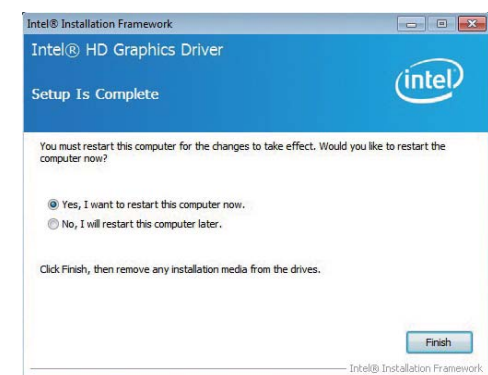 Intel® Installation Framework
Intel® HD Graphics Driver
Setup Is Complete
intel®
You must restart this computer for the changes to take effect. Would you like to restart the
computer now?
Yes, I want to restart this computer now.
No, I will restart this computer later.
Click Finish, then remove any installation media from the drives.
Finish
Intel® Installation Framework